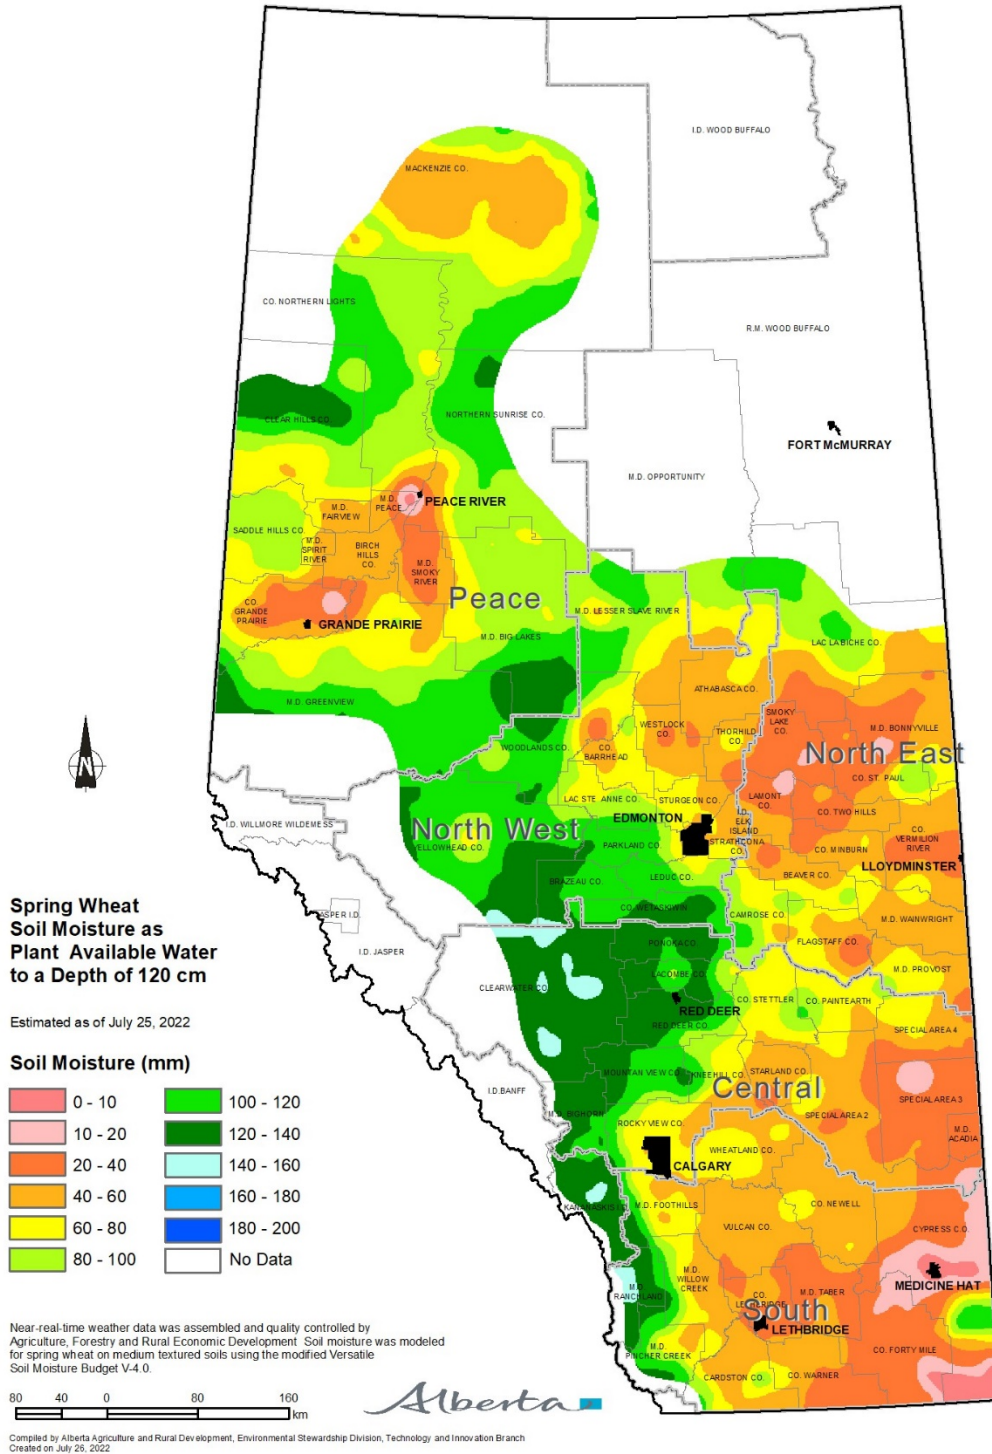 I.D. WOOD BUFFALO
MACKENZIE CO.
CO. NORTHERN LIGHTS
R.M. WOOD BUFFALO
CLEAR HILLS CO.
NORTHERN SUNRISE CO.
FORT McMURRAY
M.D. OPPORTUNITY
M.D.
PEACE
PEACE RIVER
M.D.
FAIRVIEW
SADDLE HILLS CO.
M.D.
SPIRIT
RIVER
BIRCH
HILLS
CO.
M.D.
SMOKY
RIVER
Peace
CO.
GRANDE
PRAIRIE
GRANDE PRAIRIE
M.D. LESSER SLAVE RIVER
M.D. BIG LAKES
LAC LA BICHE CO.
M.D. GREENVIEW
ATHABASCA CO.
SMOKY
LAKE
CO.
M.D. BONNYVILLE
WESTLOCK
CO.
THORHILD
CO.
WOODLANDS CO.
CO.
BARRHEAD
North East
CO. ST. PAUL
LAC STE ANNE CO.
STURGEON CO.
LAMONT
CO.
I.D.
ELK
ISLAND
CO. TWO HILLS
I.D. WILLMORE WILDERNESS
North West
YELLOWHEAD CO.
EDMONTON
PARKLAND CO.
STRATHCONA
CO.
CO. MINBURN
CO.
VERMILION
RIVER
LLOYDMINSTER
BRAZEAU CO.
LEDUC CO.
BEAVER CO.
CO. WETASKIWIN
CAMROSE CO.
M.D. WAINWRIGHT
JASPER I.D.
I.D. JASPER
PONOKA CO.
FLAGSTAFF CO.
M.D. PROVOST
CLEARWATER CO.
LACOMBE CO.
CO. STETTLER
CO. PAINTEARTH
RED DEER
RED DEER CO.
SPECIAL AREA 4
MOUNTAIN VIEW CO.
KNEEHILL CO.
STARLAND CO.
Central
I.D.BANFF
SPECIAL AREA 3
SPECIAL AREA 2
M.D. BIGHORN
ROCKY VIEW CO.
M.D.
ACADIA
WHEATLAND CO.
CALGARY
KANANASKIS I.D.
M.D. FOOTHILLS
CO. NEWELL
VULCAN CO.
CYPRESS C.O.
M.D.
RANCHLAND
M.D.
WILLOW
CREEK
MEDICINE HAT
M.D. TABER
CO.
LETHBRIDGE
South
LETHBRIDGE
M.D.
PINCHER CREEK
CO. FORTY MILE
CARDSTON CO.
CO. WARNER
N
Spring Wheat
Soil Moisture as
Plant Available Water
to a Depth of 120 cm
Estimated as of July 25, 2022
Soil Moisture (mm)
0 - 10
10 - 20
20 - 40
40 - 60
60 - 80
80 - 100
100 - 120
120 - 140
140 - 160
160 - 180
180 - 200
No Data
Near-real-time weather data was assembled and quality controlled by
Agriculture, Forestry and Rural Economic Development Soil moisture was modeled
for spring wheat on medium textured soils using the modified Versatile
Soil Moisture Budget V-4.0.
80 40 0 80 160
km
Alberta
Compiled by Alberta Agriculture and Rural Development, Environmental Stewardship Division, Technology and Innovation Branch
Created on July 26, 2022